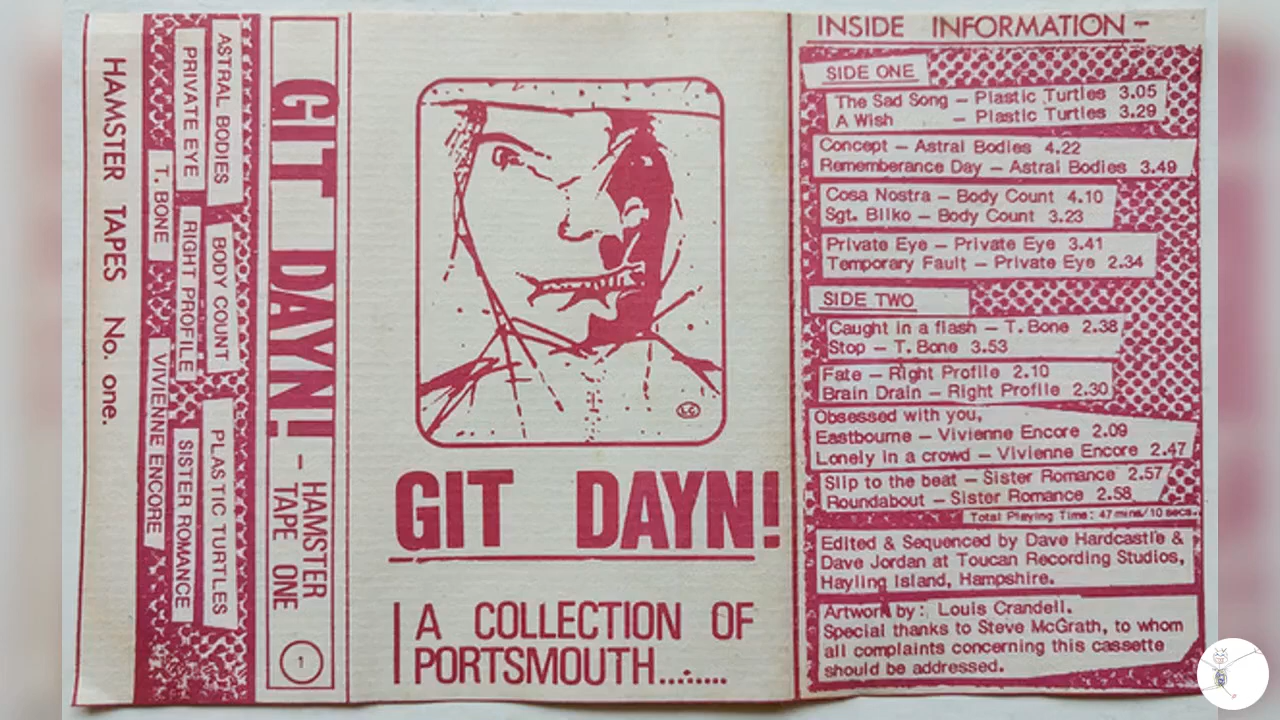 HAMSTER TAPES No. one.
ASTRAL BODIES
PRIVATE EYE
T. BONE
BODY COUNT
RIGHT PROFILE
VIVIENNE ENCORE
PLASTIC TURTLES
SISTER ROMANCE
GIT DAYN! - HAMSTER
TAPE ONE
1
LC
GIT DAYN!
A COLLECTION OF
PORTSMOUTH.......
INSIDE INFORMATION -
SIDE ONE
The Sad Song - Plastic Turtles 3.05
A Wish - Plastic Turtles 3.29
Concept - Astral Bodies 4.22
Rememberance Day - Astral Bodies 3.49
Cosa Nostra - Body Count 4.10
Sgt. Bilko - Body Count 3.23
Private Eye - Private Eye 3.41
Temporary Fault - Private Eye 2.34
SIDE TWO
Caught in a flash - T. Bone 2.38
Stop - T. Bone 3.53
Fate - Right Profile 2.10
Brain Drain - Right Profile 2.30
Obsessed with you,
Eastbourne - Vivienne Encore 2.09
Lonely in a crowd - Vivienne Encore 2.47
Slip to the beat - Sister Romance 2.57
Roundabout - Sister Romance 2.58
Total Playing Time: 47 mins/10 secs.
Edited & Sequenced by Dave Hardcastle &
Dave Jordan at Toucan Recording Studios,
Hayling Island, Hampshire.
Artwork by: Louis Crandell.
Special thanks to Steve McGrath, to whom
all complaints concerning this cassette
should be addressed.